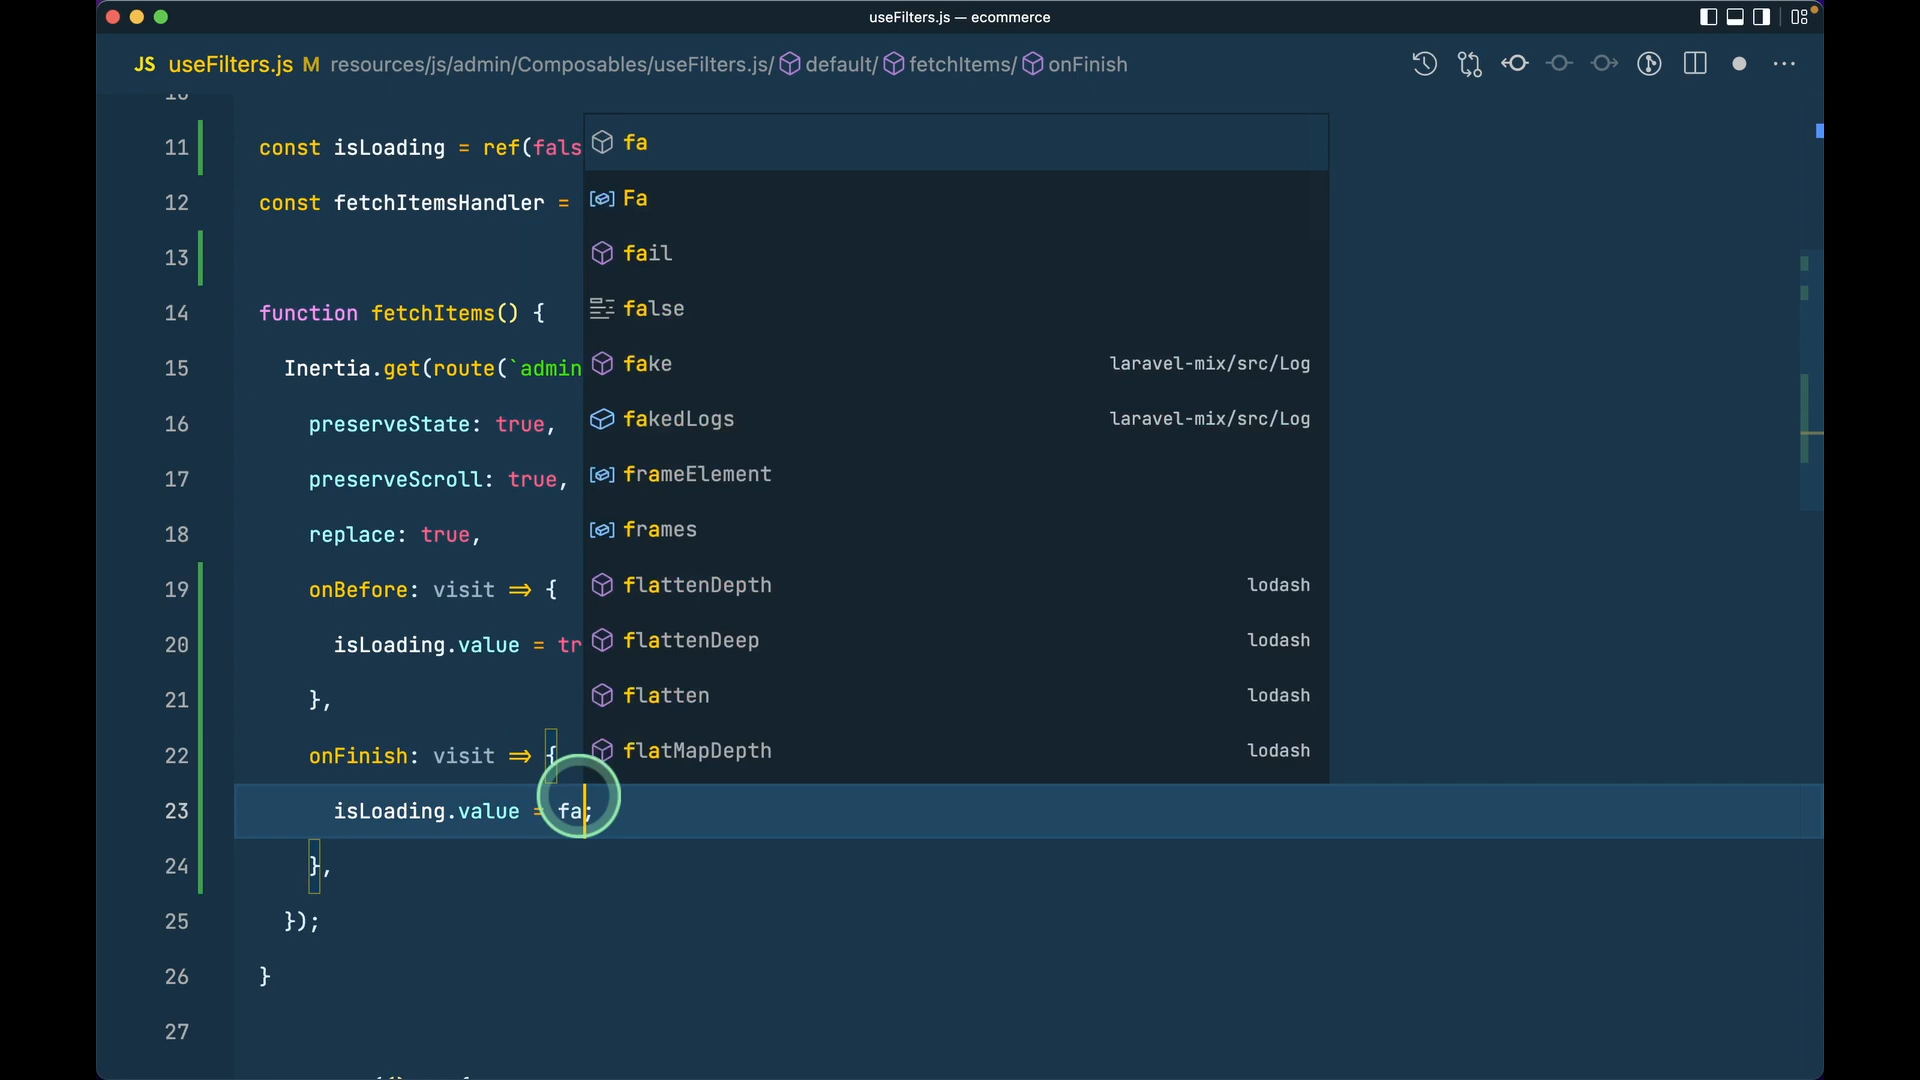 useFilters.js — ecommerce
JS useFilters.js M resources/js/admin/Composables/useFilters.js/ default/ fetchItems/ onFinish
11 const isLoading = ref(fals
12 const fetchItemsHandler =
13
14 function fetchItems() {
15 Inertia.get(route(`admin
16 preserveState: true,
17 preserveScroll: true,
18 replace: true,
19 onBefore: visit => {
20 isLoading.value = tr
21 },
22 onFinish: visit => {
23 isLoading.value = fa;
24 },
25 });
26 }
27
fa
Fa
fail
false
fake laravel-mix/src/Log
fakedLogs laravel-mix/src/Log
frameElement
frames
flattenDepth lodash
flattenDeep lodash
flatten lodash
flatMapDepth lodash